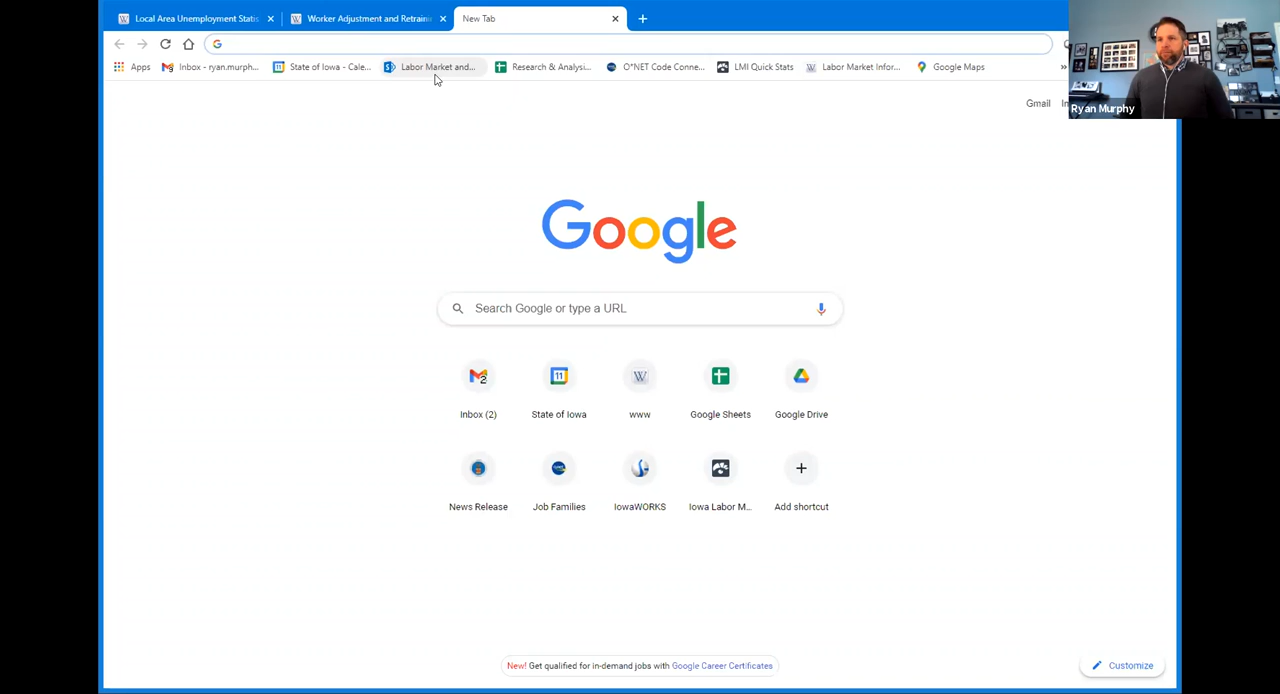 Local Area Unemployment Statis
Worker Adjustment and Retrain
New Tab
Apps
Inbox - ryan.murph...
State of Iowa - Cale...
Labor Market and...
Research & Analysi...
O*NET Code Conne...
LMI Quick Stats
Labor Market Infor...
Google Maps
»
Gmail
Ryan Murphy
Google
Search Google or type a URL
Inbox (2)
State of Iowa
www
Google Sheets
Google Drive
News Release
Job Families
IowaWORKS
Iowa Labor M...
Add shortcut
New! Get qualified for in-demand jobs with Google Career Certificates
Customize